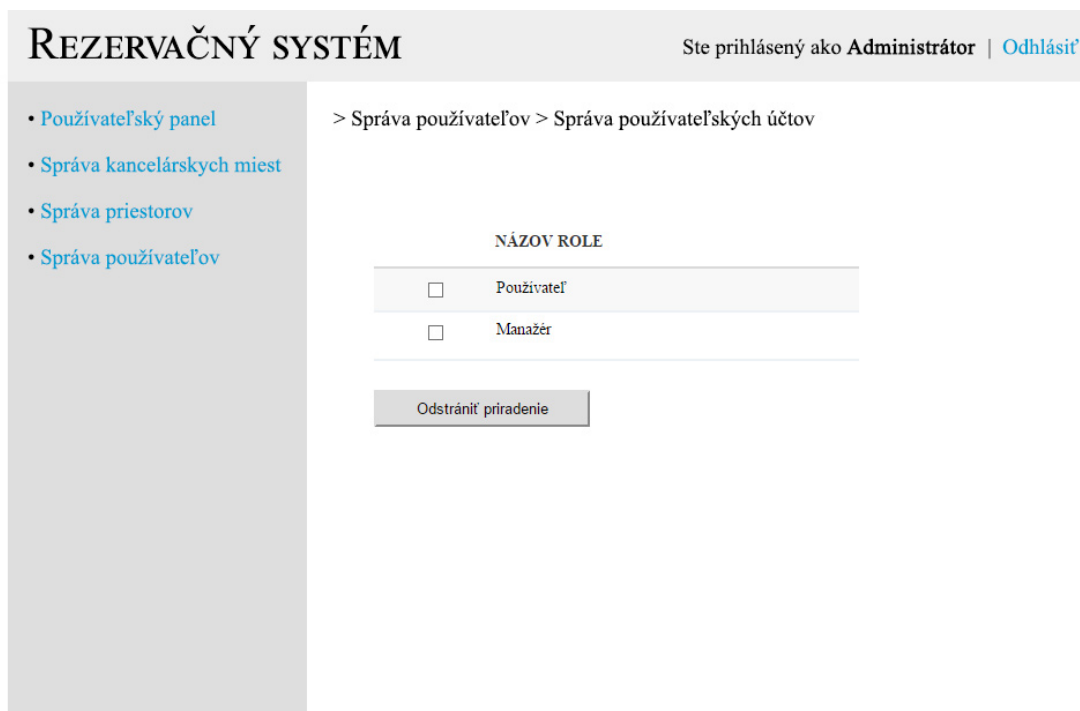 REZERVAČNÝ SYSTÉM
Ste prihlásený ako Administrátor | Odhlásiť
• Používateľský panel
• Správa kancelárskych miest
• Správa priestorov
• Správa používateľov
> Správa používateľov > Správa používateľských účtov
NÁZOV ROLE
Používateľ
Manažér
Odstrániť priradenie